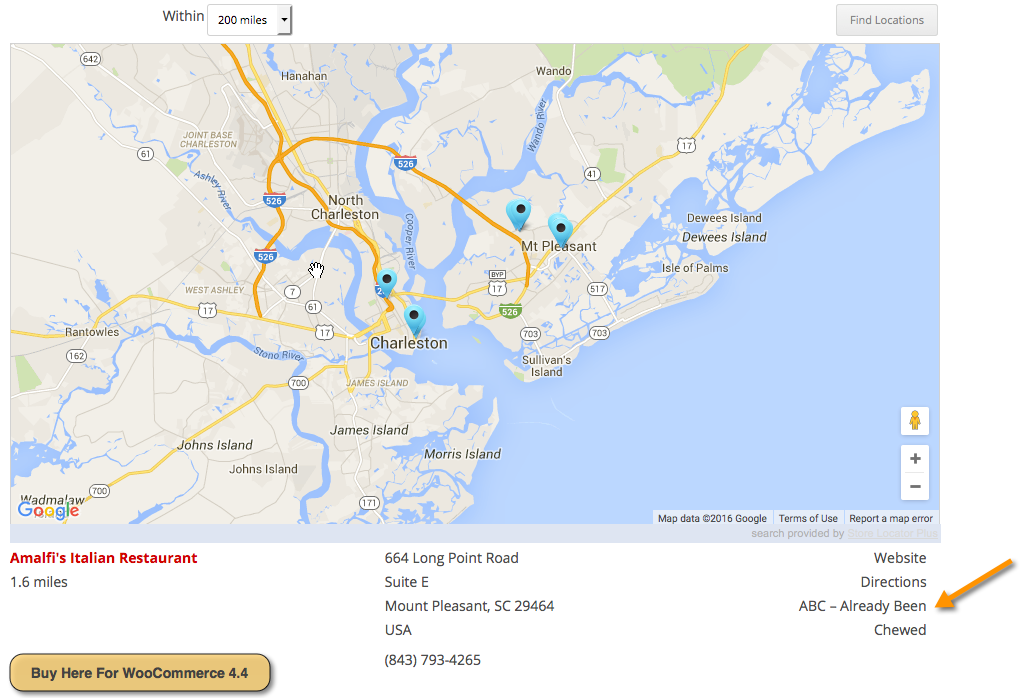 Within 200 miles Find Locations
642
Hanahan
Wando
JOINT BASE
CHARLESTON
Wando River
17
61
526
41
Ashley River
526
North
Charleston
Cooper River
Dewees Island
Dewees Island
Mt Pleasant
526
Isle of Palms
WEST ASHLEY
7
BYP
17
517
17
61
526
Rantowles
17
703
703
Charleston
162
Stono River
Sullivan's
Island
700
JAMES ISLAND
James Island
Johns Island
Morris Island
Johns Island
700
Wadmalaw
171
Google
Map data ©2016 Google Terms of Use Report a map error
search provided by Store Locator Plus
Amalfi's Italian Restaurant 664 Long Point Road Website
1.6 miles Suite E Directions
Mount Pleasant, SC 29464 ABC – Already Been
USA Chewed
(843) 793-4265
Buy Here For WooCommerce 4.4